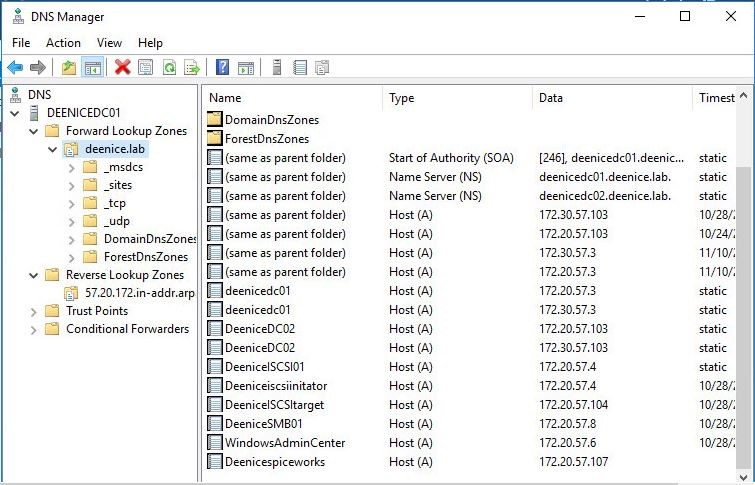 DNS Manager
File Action View Help
DNS
DEENICEDC01
Forward Lookup Zones
deenice.lab
_msdcs
_sites
_tcp
_udp
DomainDnsZones
ForestDnsZones
Reverse Lookup Zones
57.20.172.in-addr.arp
Trust Points
Conditional Forwarders
Name Type Data Timest
DomainDnsZones
ForestDnsZones
(same as parent folder) Start of Authority (SOA) [246], deenicedc01.deenic... static
(same as parent folder) Name Server (NS) deenicedc01.deenice.lab. static
(same as parent folder) Name Server (NS) deenicedc02.deenice.lab. static
(same as parent folder) Host (A) 172.30.57.103 10/28/2
(same as parent folder) Host (A) 172.20.57.103 10/24/2
(same as parent folder) Host (A) 172.30.57.3 11/10/2
(same as parent folder) Host (A) 172.20.57.3 11/10/2
deenicedc01 Host (A) 172.20.57.3 static
deenicedc01 Host (A) 172.30.57.3 static
DeeniceDC02 Host (A) 172.20.57.103 static
DeeniceDC02 Host (A) 172.30.57.103 static
DeeniceISCSI01 Host (A) 172.20.57.4 static
Deeniceiscsiinitator Host (A) 172.20.57.4 10/28/2
DeeniceISCSItarget Host (A) 172.20.57.104 10/28/2
DeeniceSMB01 Host (A) 172.20.57.8 10/28/2
WindowsAdminCenter Host (A) 172.20.57.6 10/28/2
Deenicespiceworks Host (A) 172.20.57.107